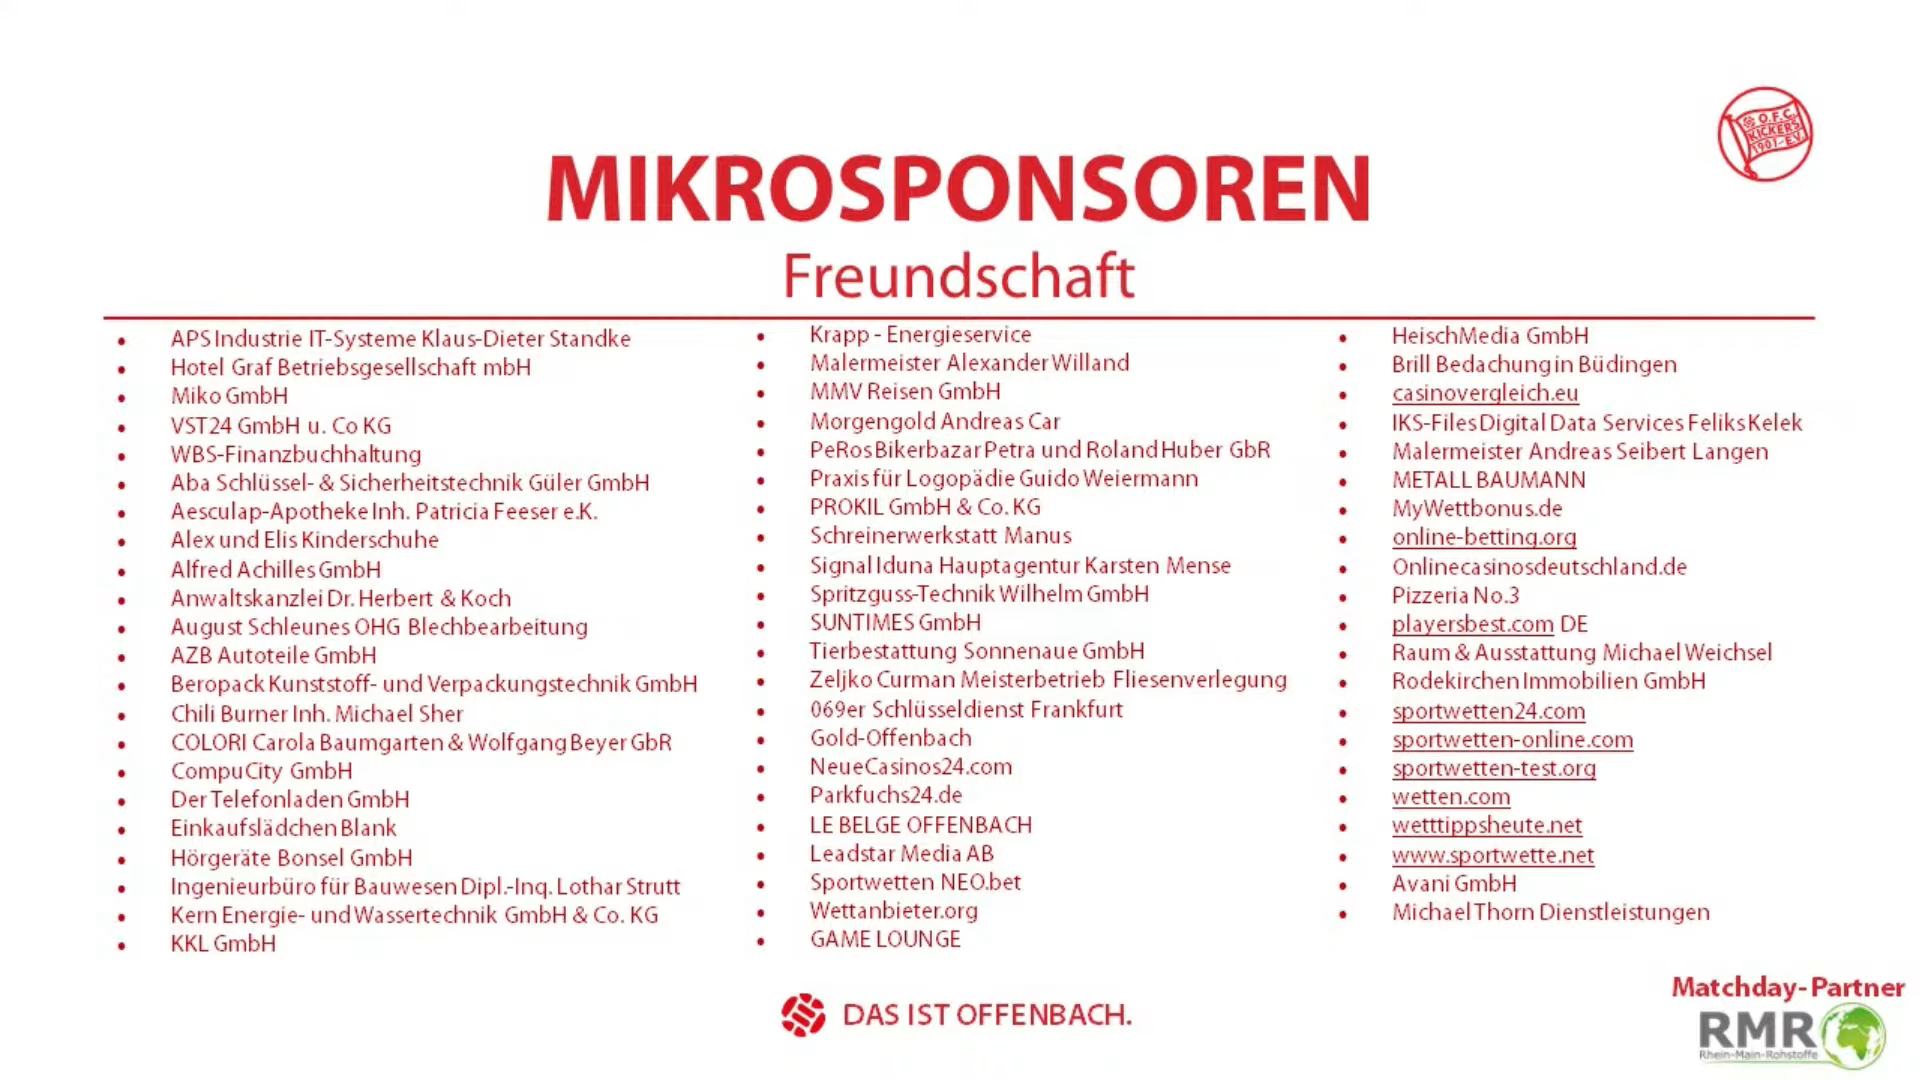 O.F.C.
KICKERS
1901-E.V.
MIKROSPONSOREN
Freundschaft
• APS Industrie IT-Systeme Klaus-Dieter Standke
• Hotel Graf Betriebsgesellschaft mbH
• Miko GmbH
• VST24 GmbH u. Co KG
• WBS-Finanzbuchhaltung
• Aba Schlüssel- & Sicherheitstechnik Güler GmbH
• Aesculap-Apotheke Inh. Patricia Feeser e.K.
• Alex und Elis Kinderschuhe
• Alfred Achilles GmbH
• Anwaltskanzlei Dr. Herbert & Koch
• August Schleunes OHG Blechbearbeitung
• AZB Autoteile GmbH
• Beropack Kunststoff- und Verpackungstechnik GmbH
• Chili Burner Inh. Michael Sher
• COLORI Carola Baumgarten & Wolfgang Beyer GbR
• CompuCity GmbH
• Der Telefonladen GmbH
• Einkaufslädchen Blank
• Hörgeräte Bonsel GmbH
• Ingenieurbüro für Bauwesen Dipl.-Inq. Lothar Strutt
• Kern Energie- und Wassertechnik GmbH & Co. KG
• KKL GmbH
• Krapp - Energieservice
• Malermeister Alexander Willand
• MMV Reisen GmbH
• Morgengold Andreas Car
• PeRos Bikerbazar Petra und Roland Huber GbR
• Praxis für Logopädie Guido Weiermann
• PROKIL GmbH & Co. KG
• Schreinerwerkstatt Manus
• Signal Iduna Hauptagentur Karsten Mense
• Spritzguss-Technik Wilhelm GmbH
• SUNTIMES GmbH
• Tierbestattung Sonnenaue GmbH
• Zeljko Curman Meisterbetrieb Fliesenverlegung
• 069er Schlüsseldienst Frankfurt
• Gold-Offenbach
• NeueCasinos24.com
• Parkfuchs24.de
• LE BELGE OFFENBACH
• Leadstar Media AB
• Sportwetten NEO.bet
• Wettanbieter.org
• GAME LOUNGE
• HeischMedia GmbH
• Brill Bedachung in Büdingen
• casinovergleich.eu
• IKS-Files Digital Data Services Feliks Kelek
• Malermeister Andreas Seibert Langen
• METALL BAUMANN
• MyWettbonus.de
• online-betting.org
• Onlinecasinosdeutschland.de
• Pizzeria No.3
• playersbest.com DE
• Raum & Ausstattung Michael Weichsel
• Rodekirchen Immobilien GmbH
• sportwetten24.com
• sportwetten-online.com
• sportwetten-test.org
• wetten.com
• wetttippsheute.net
• www.sportwette.net
• Avani GmbH
• Michael Thorn Dienstleistungen
DAS IST OFFENBACH.
Matchday-Partner
RMR
Rhein-Main-Rohstoffe